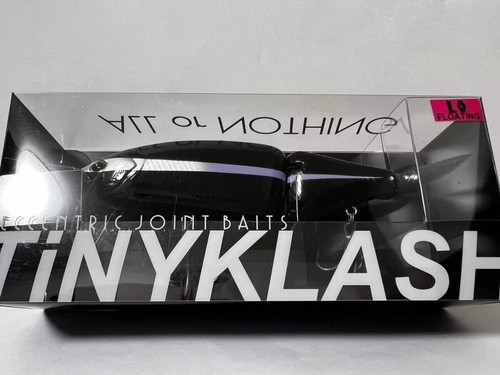 LO
FLOATING
ALL or NOTHING
ECCENTRIC JOINT BAITS
TiNYKLASH